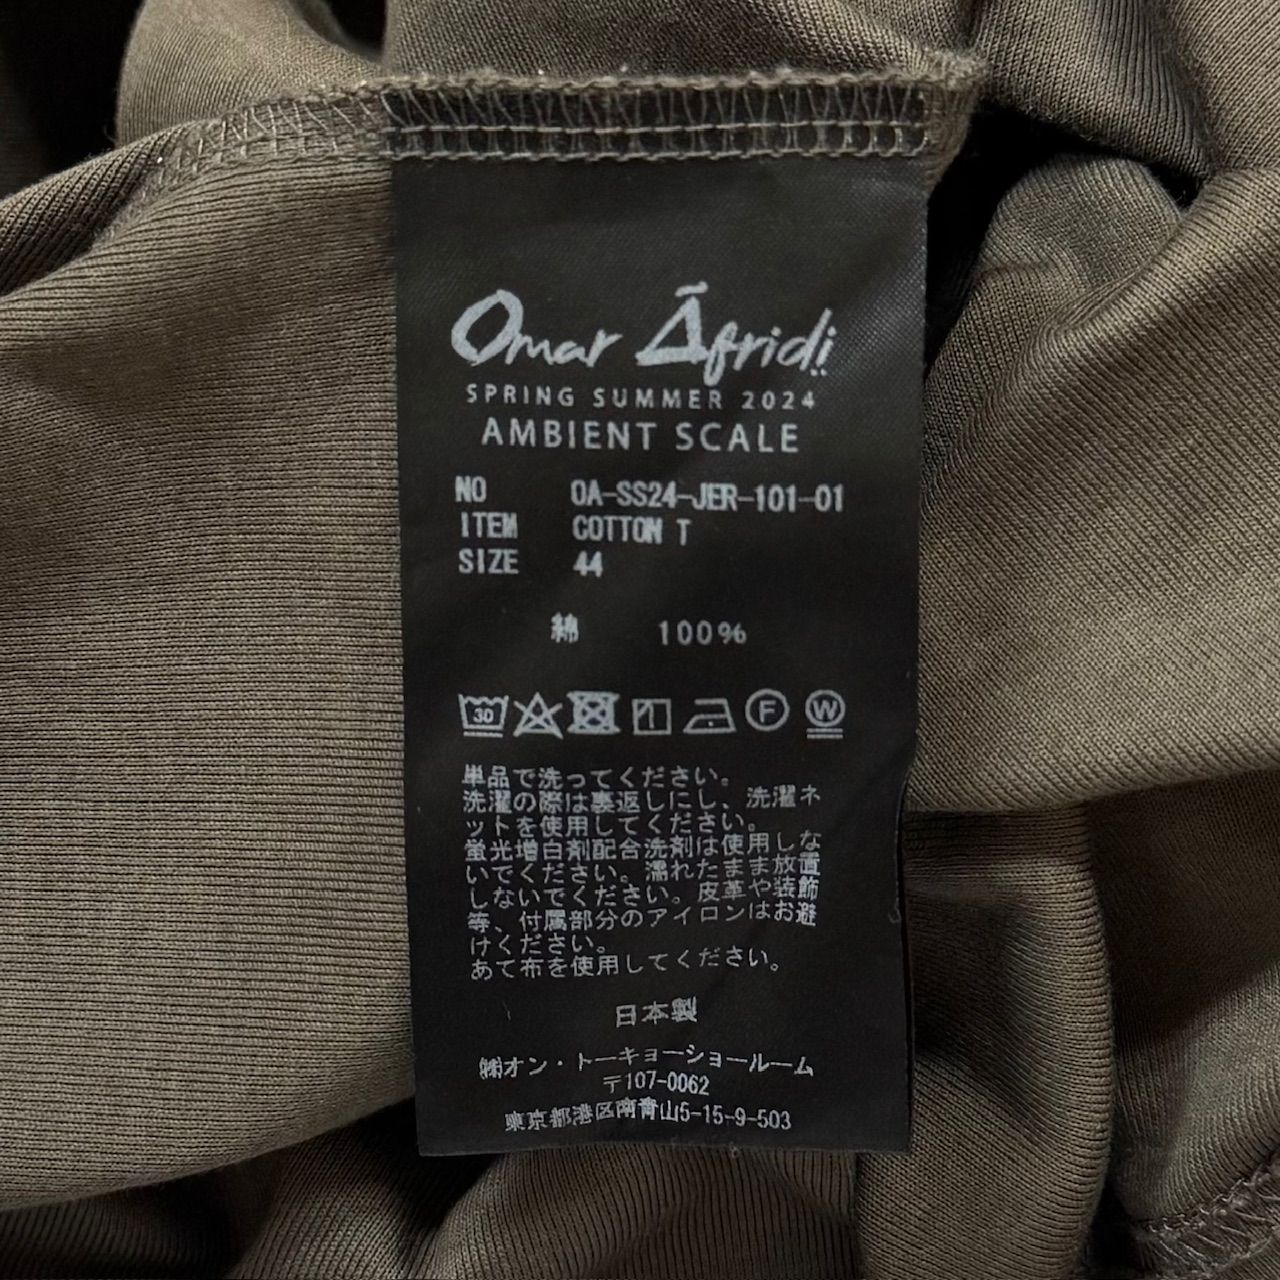 Omar Āfridi
SPRING SUMMER 2024
AMBIENT SCALE
NO OA-SS24-JER-101-01
ITEM COTTON T
SIZE 44
綿 100%
30 F W
単品で洗ってください。
洗濯の際は裏返しにし、洗濯ネ
ットを使用してください。
蛍光増白剤配合洗剤は使用しな
いでください。濡れたまま放置
しないでください。皮革や装飾
等、付属部分のアイロンはお避
けください。
あて布を使用してください。
日本製
㈱オン・トーキョーショールーム
〒107-0062
東京都港区南青山5-15-9-503